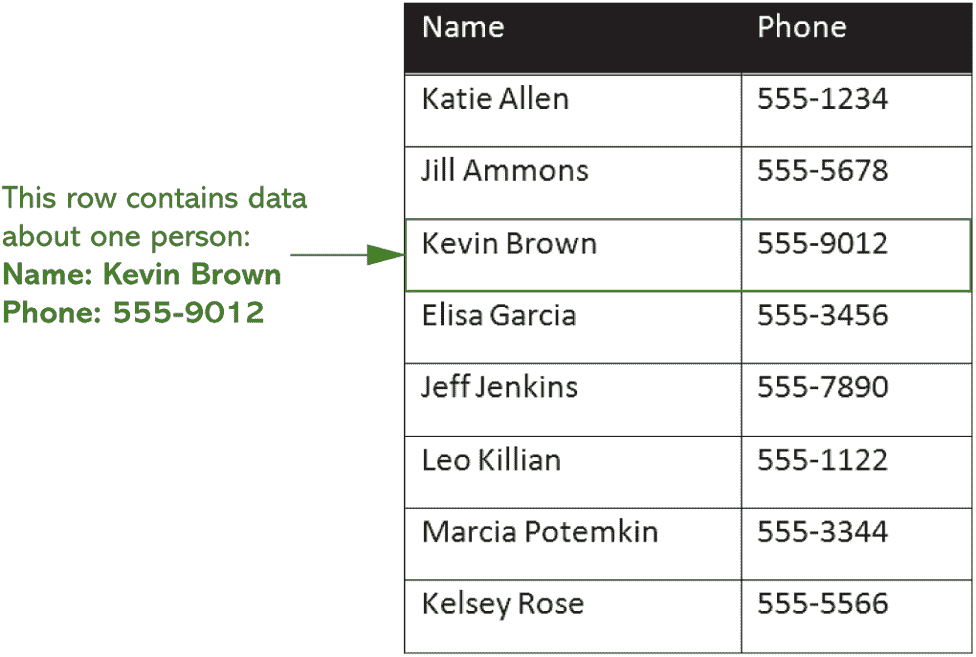 Name Phone
Katie Allen 555-1234
Jill Ammons 555-5678
This row contains data
about one person:
Name: Kevin Brown
Phone: 555-9012
Kevin Brown 555-9012
Elisa Garcia 555-3456
Jeff Jenkins 555-7890
Leo Killian 555-1122
Marcia Potemkin 555-3344
Kelsey Rose 555-5566